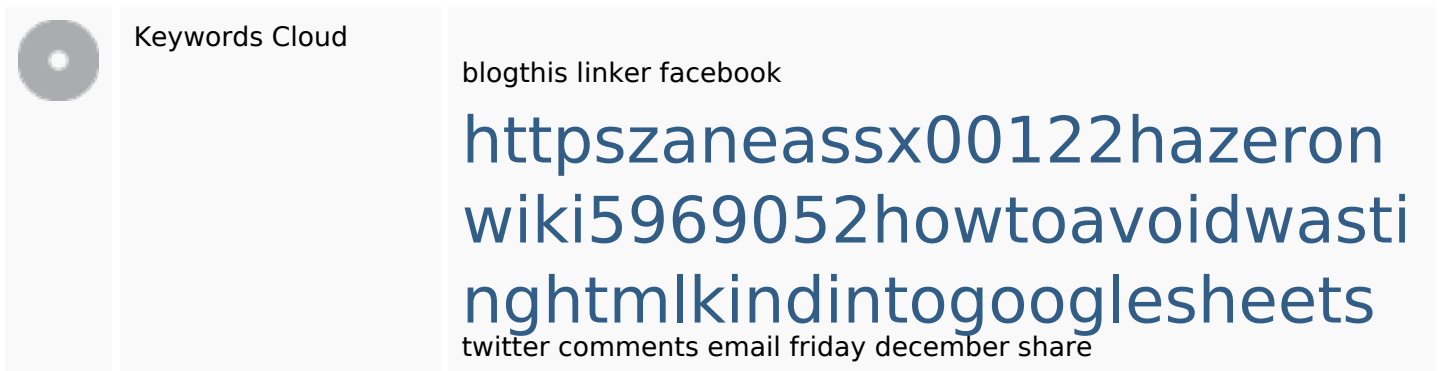 Keywords Cloud
blogthis linker facebook
httpszaneassx00122hazeron
wiki5969052howtoavoidwasti
nghtmlkindintogooglesheets
twitter comments email friday december share